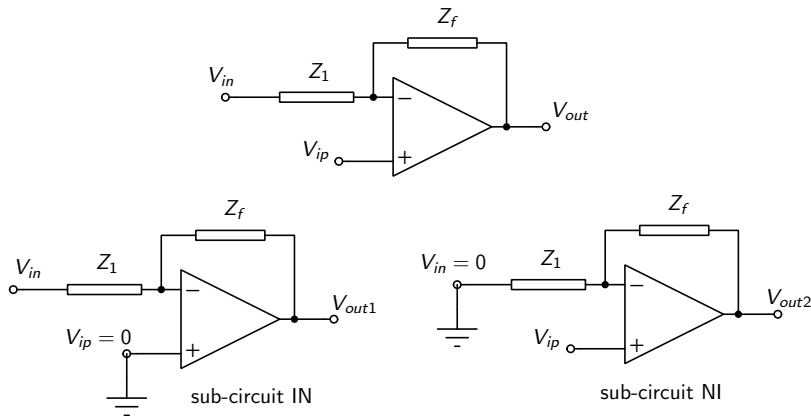 Z_f
V_in
Z_1
V_out
V_ip
−
+
Z_f
V_in
Z_1
V_out1
V_ip = 0
−
+
sub-circuit IN
Z_f
V_in = 0
Z_1
V_out2
V_ip
−
+
sub-circuit NI